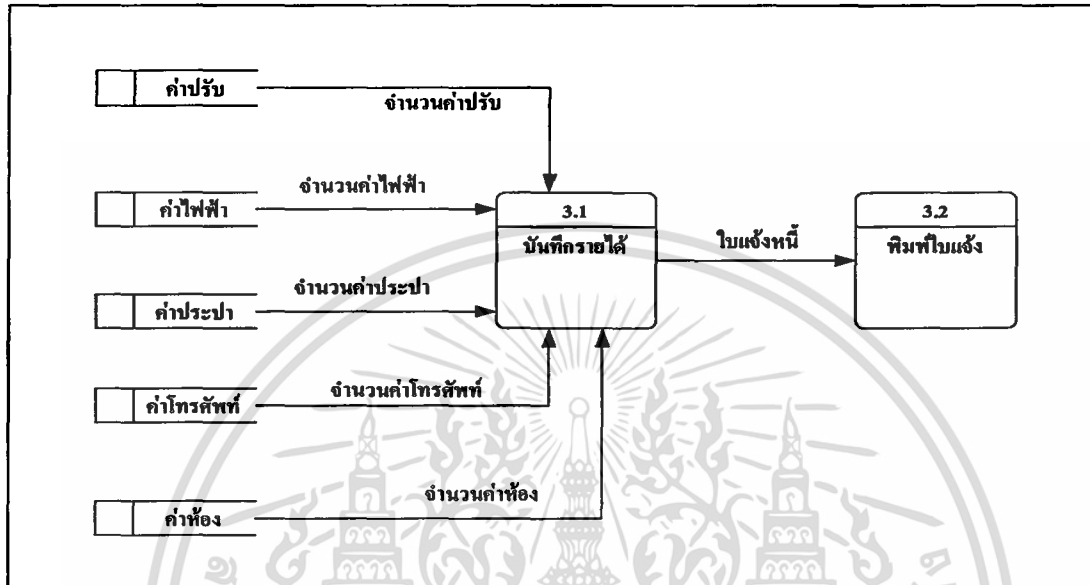 ค่าปรับ
จำนวนค่าปรับ
ค่าไฟฟ้า
จำนวนค่าไฟฟ้า
3.1
บันทึกรายได้
ใบแจ้งหนี้
3.2
พิมพ์ใบแจ้ง
ค่าประปา
จำนวนค่าประปา
ค่าโทรศัพท์
จำนวนค่าโทรศัพท์
ค่าห้อง
จำนวนค่าห้อง